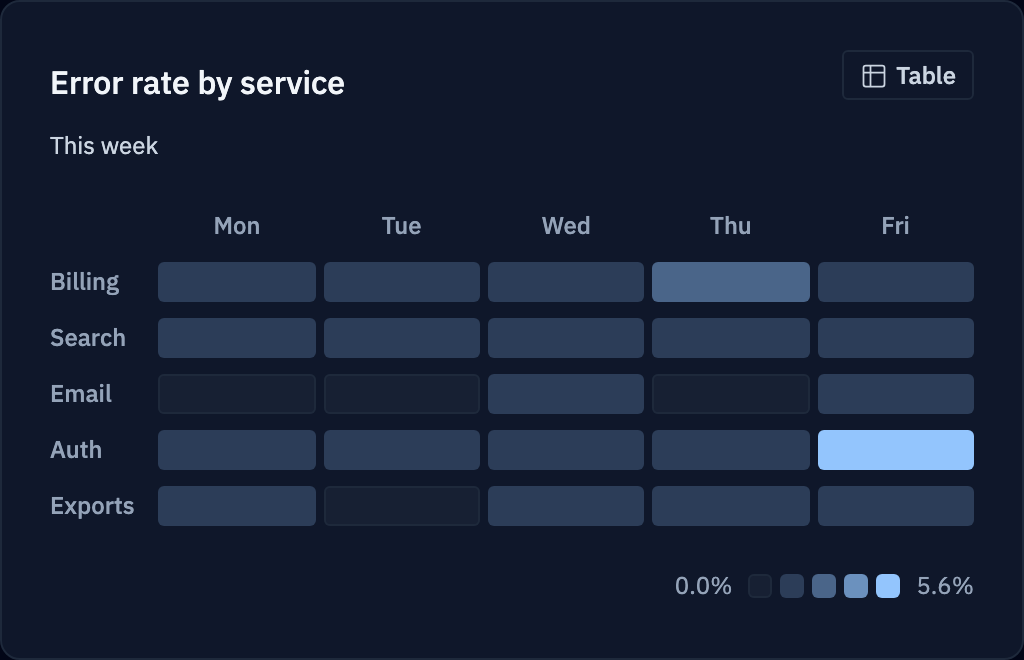 Error rate by service
Table
This week
Mon Tue Wed Thu Fri
Billing
Search
Email
Auth
Exports
0.0% 5.6%